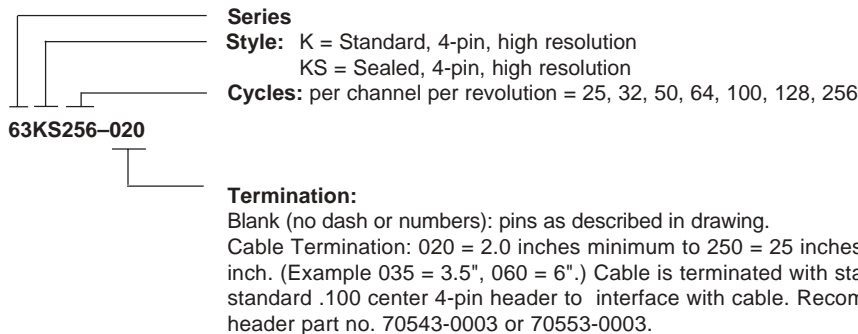 Series
Style: K = Standard, 4-pin, high resolution
KS = Sealed, 4-pin, high resolution
Cycles: per channel per revolution = 25, 32, 50, 64, 100, 128, 256
63KS256–020
Termination:
Blank (no dash or numbers): pins as described in drawing.
Cable Termination: 020 = 2.0 inches minimum to 250 = 25 inches
inch. (Example 035 = 3.5", 060 = 6".) Cable is terminated with
standard .100 center 4-pin header to interface with cable.
header part no. 70543-0003 or 70553-0003.